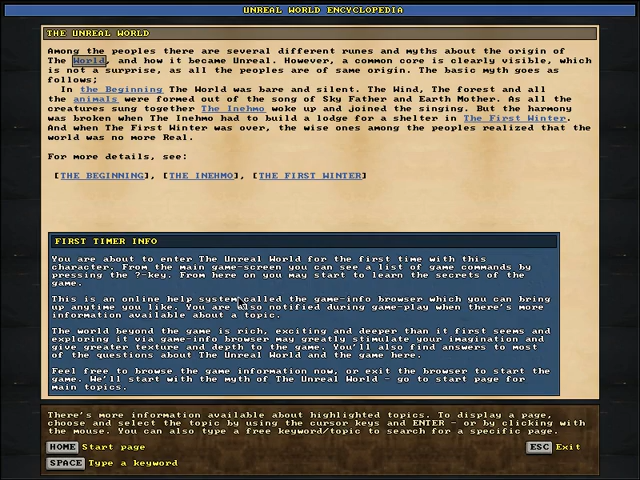 UNREAL WORLD ENCYCLOPEDIA
THE UNREAL WORLD
Among the peoples there are several different runes and myths about the origin of
The World, and how it became Unreal. However, a common core is clearly visible, which
is not a surprise, as all the peoples are of same origin. The basic myth goes as
follows;
In the Beginning The World was bare and silent. The Wind, The forest and all
the animals were formed out of the song of Sky Father and Earth Mother. As all the
creatures sung together The Inehmo woke up and joined the singing. But the harmony
was broken when The Inehmo had to build a lodge for a shelter in The First Winter.
And when The First Winter was over, the wise ones among the peoples realized that the
world was no more Real.
For more details, see:
[THE BEGINNING], [THE INEHMO], [THE FIRST WINTER]
FIRST TIMER INFO
You are about to enter The Unreal World for the first time with this
character. From the main game-screen you can see a list of game commands by
pressing the ?-key. From here on you may start to learn the secrets of the
game.
This is an online help system called the game-info browser which you can bring
up anytime you like. You are also notified during game-play when there's more
information available about a topic.
The world beyond the game is rich, exciting and deeper than it first seems and
exploring it via game-info browser may greatly stimulate your imagination and
give greater texture and depth to the game. You'll also find answers to most
of the questions about The Unreal World and the game here.
Feel free to browse the game information now, or exit the browser to start the
game. We'll start with the myth of The Unreal World - go to start page for
main topics.
There's more information available about highlighted topics. To display a page,
choose and select the topic by using the cursor keys and ENTER - or by clicking with
the mouse. You can also type a free keyword/topic to search for a specific page.
HOME Start page ESC Exit
SPACE Type a keyword